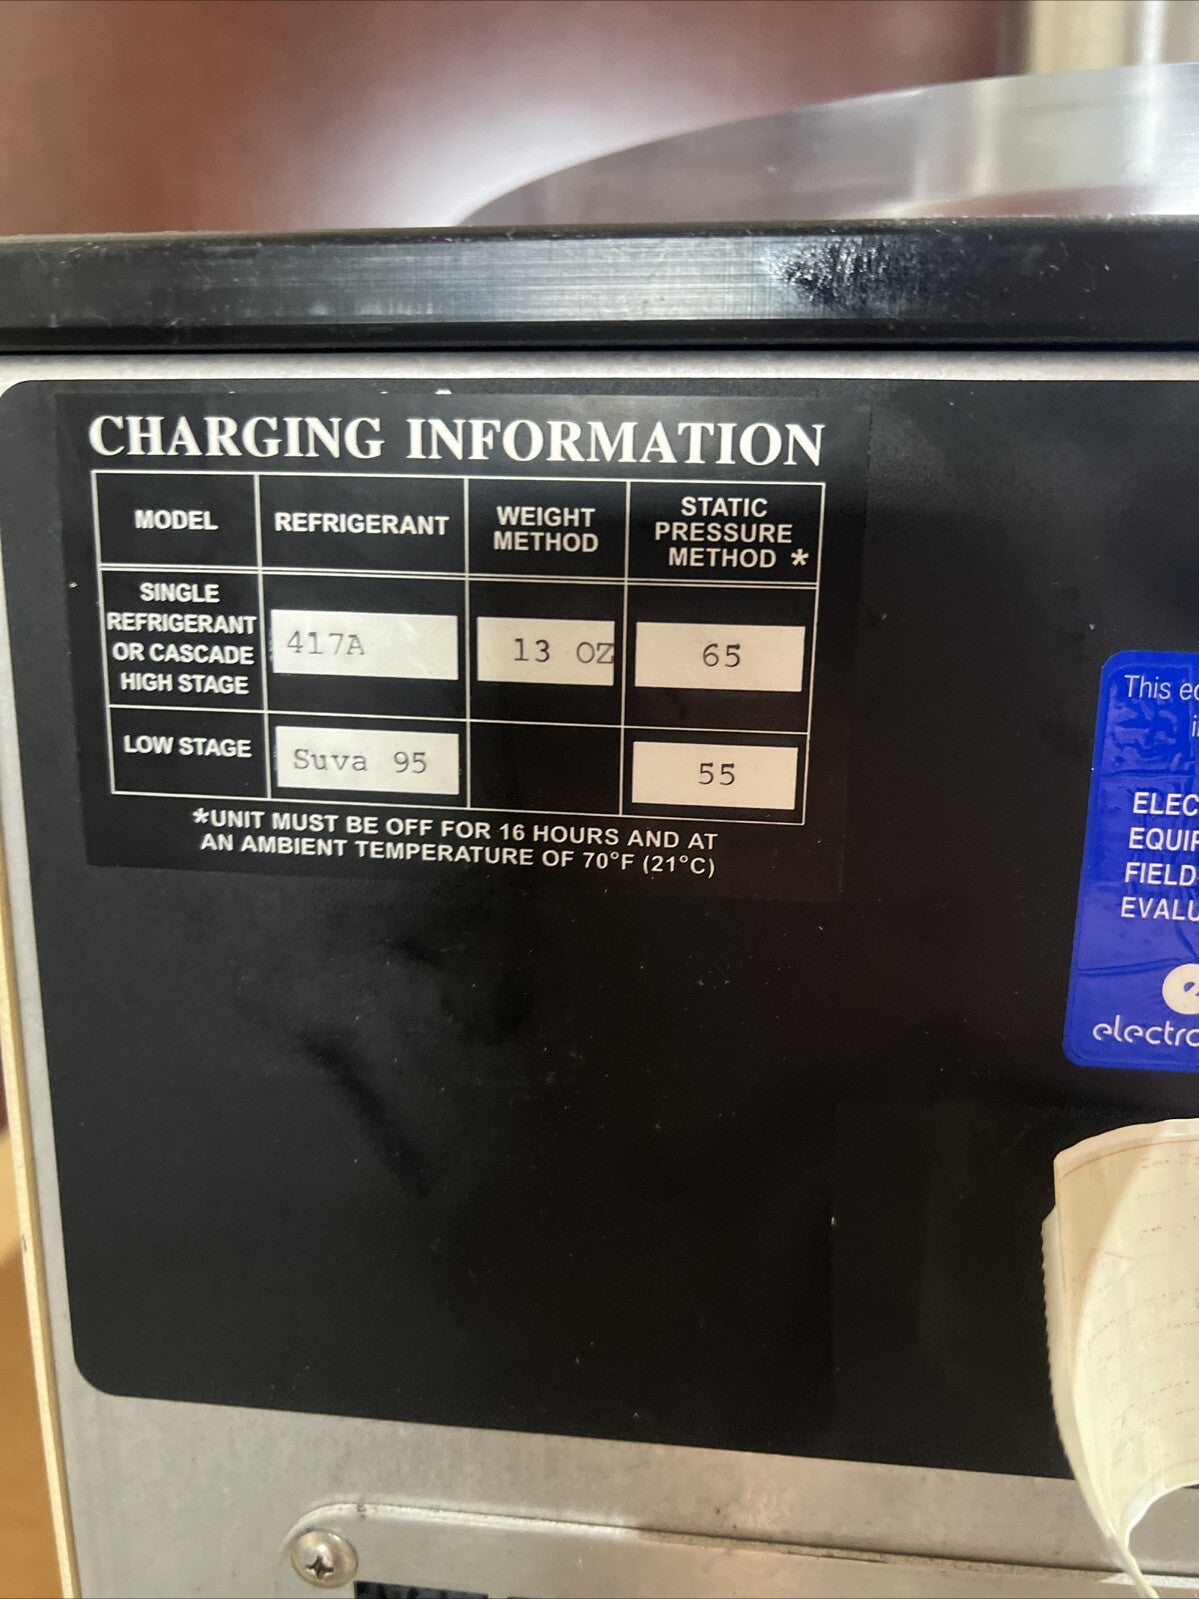 CHARGING INFORMATION
MODEL REFRIGERANT WEIGHT METHOD STATIC PRESSURE METHOD *
SINGLE REFRIGERANT OR CASCADE HIGH STAGE 417A 13 OZ 65
LOW STAGE Suva 95 55
*UNIT MUST BE OFF FOR 16 HOURS AND AT
AN AMBIENT TEMPERATURE OF 70°F (21°C)
This
ELEC
EQUIP
FIELD
EVALU
electro